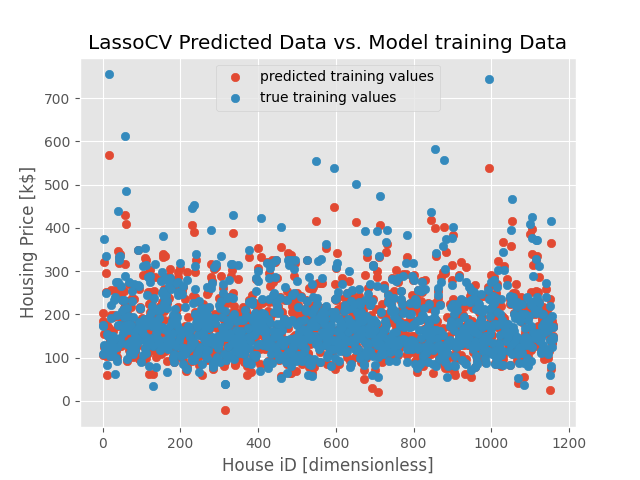 LassoCV Predicted Data vs. Model training Data
predicted training values
true training values
Housing Price [k$]
700
600
500
400
300
200
100
0
0 200 400 600 800 1000 1200
House iD [dimensionless]